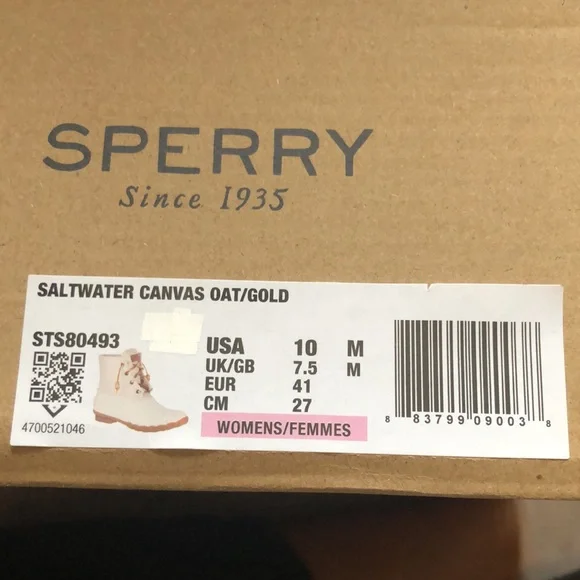 SPERRY
Since 1935
SALTWATER CANVAS OAT/GOLD
STS80493
4700521046
USA 10 M
UK/GB 7.5 M
EUR 41
CM 27
WOMENS/FEMMES
8 83799 09003 8